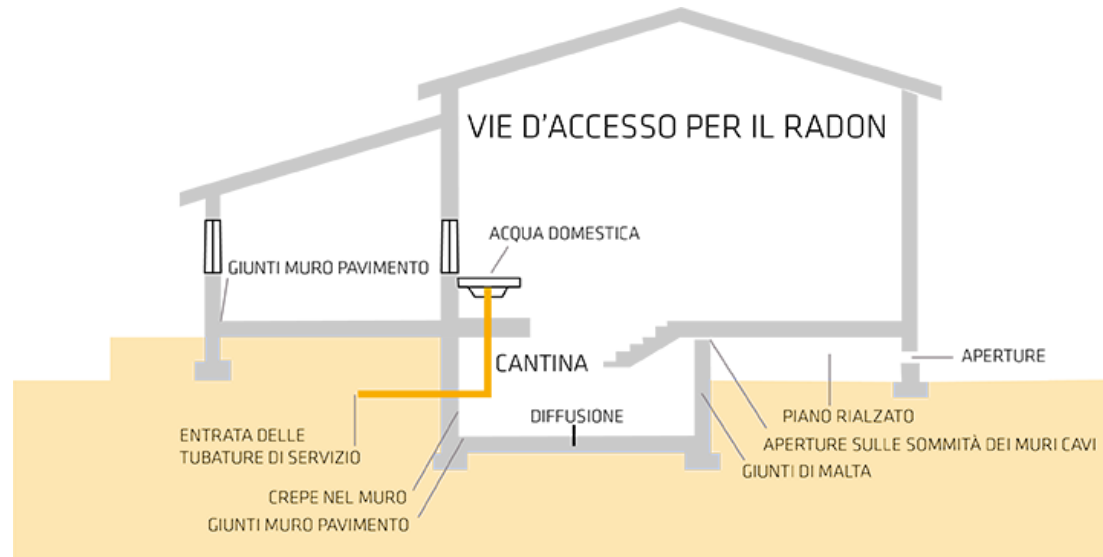 VIE D'ACCESSO PER IL RADON
ACQUA DOMESTICA
GIUNTI MURO PAVIMENTO
CANTINA
APERTURE
DIFFUSIONE
PIANO RIALZATO
ENTRATA DELLE
TUBATURE DI SERVIZIO
APERTURE SULLE SOMMITÀ DEI MURI CAVI
GIUNTI DI MALTA
CREPE NEL MURO
GIUNTI MURO PAVIMENTO